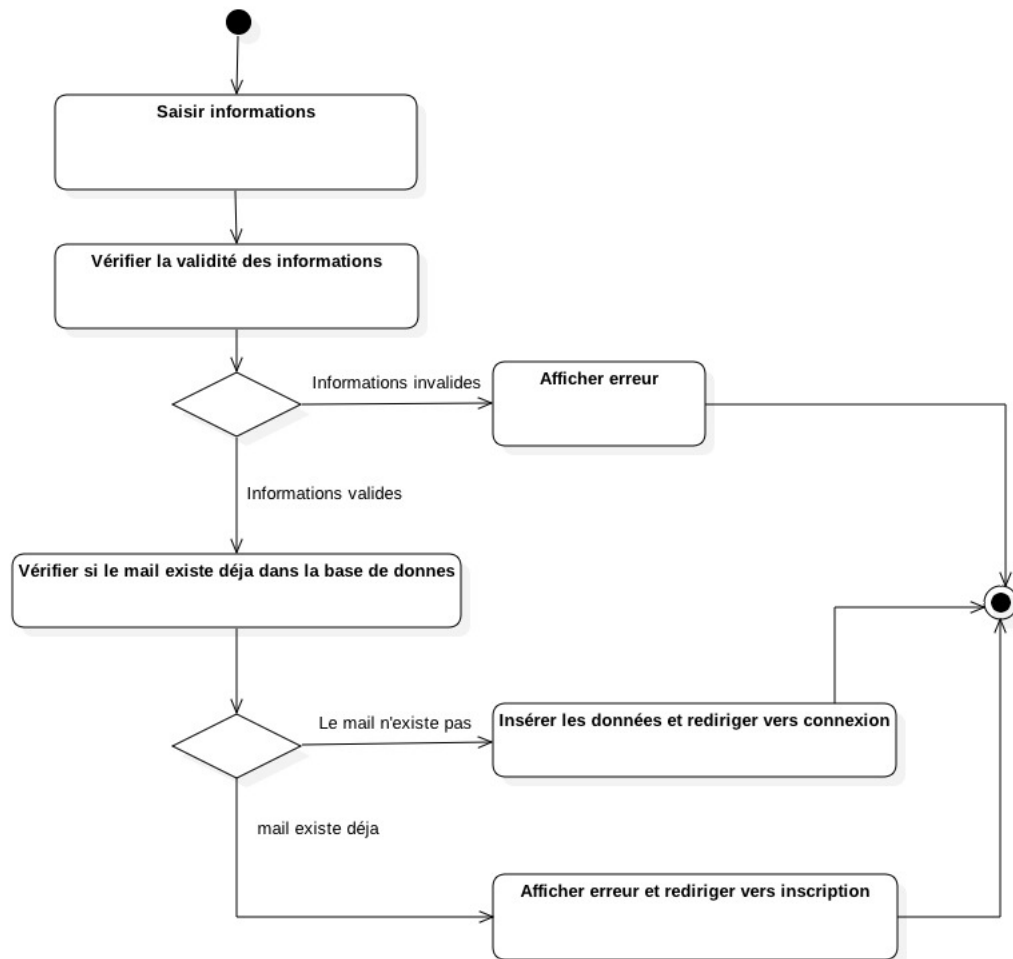 Saisir informations
Vérifier la validité des informations
Informations invalides
Afficher erreur
Informations valides
Vérifier si le mail existe déja dans la base de donnes
Le mail n'existe pas
Insérer les données et rediriger vers connexion
mail existe déja
Afficher erreur et rediriger vers inscription